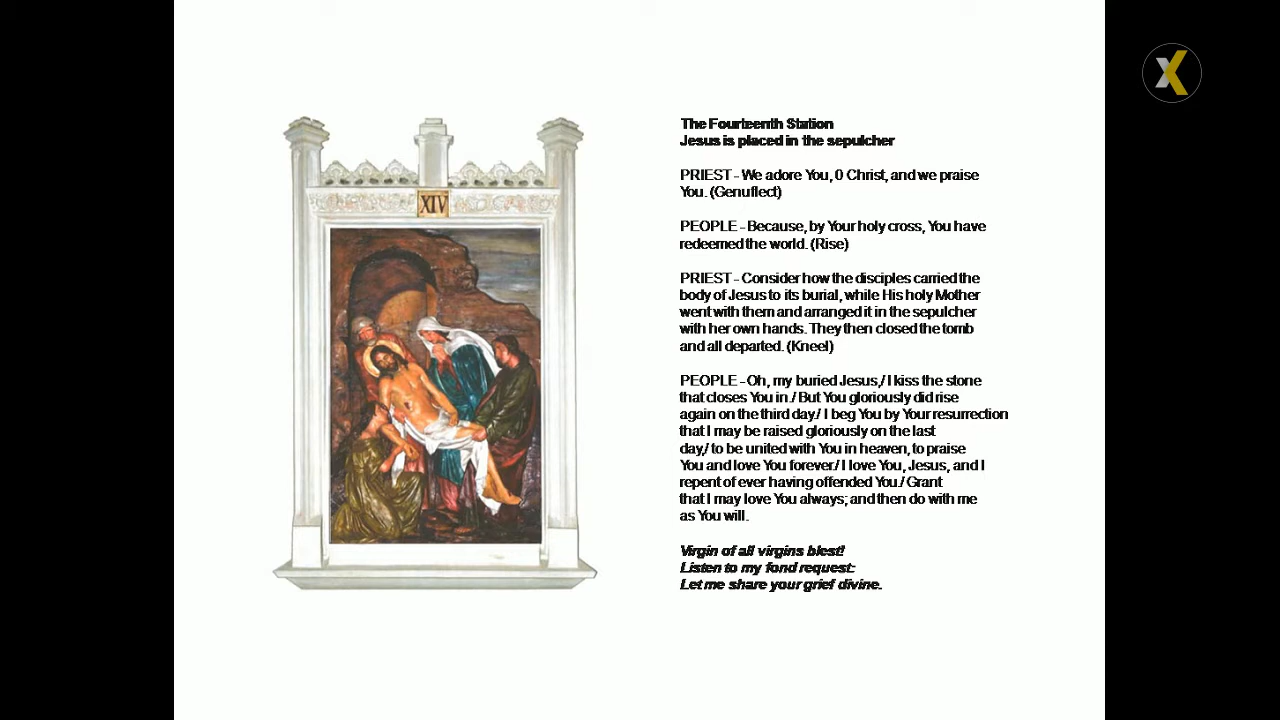 XIV
The Fourteenth Station
Jesus is placed in the sepulcher
PRIEST - We adore You, 0 Christ, and we praise
You. (Genuflect)
PEOPLE - Because, by Your holy cross, You have
redeemed the world. (Rise)
PRIEST - Consider how the disciples carried the
body of Jesus to its burial, while His holy Mother
went with them and arranged it in the sepulcher
with her own hands. They then closed the tomb
and all departed. (Kneel)
PEOPLE - Oh, my buried Jesus,/ I kiss the stone
that closes You in./ But You gloriously did rise
again on the third day./ I beg You by Your resurrection
that I may be raised gloriously on the last
day,/ to be united with You in heaven, to praise
You and love You forever./ I love You, Jesus, and I
repent of ever having offended You./ Grant
that I may love You always; and then do with me
as You will.
Virgin of all virgins blest!
Listen to my fond request:
Let me share your grief divine.